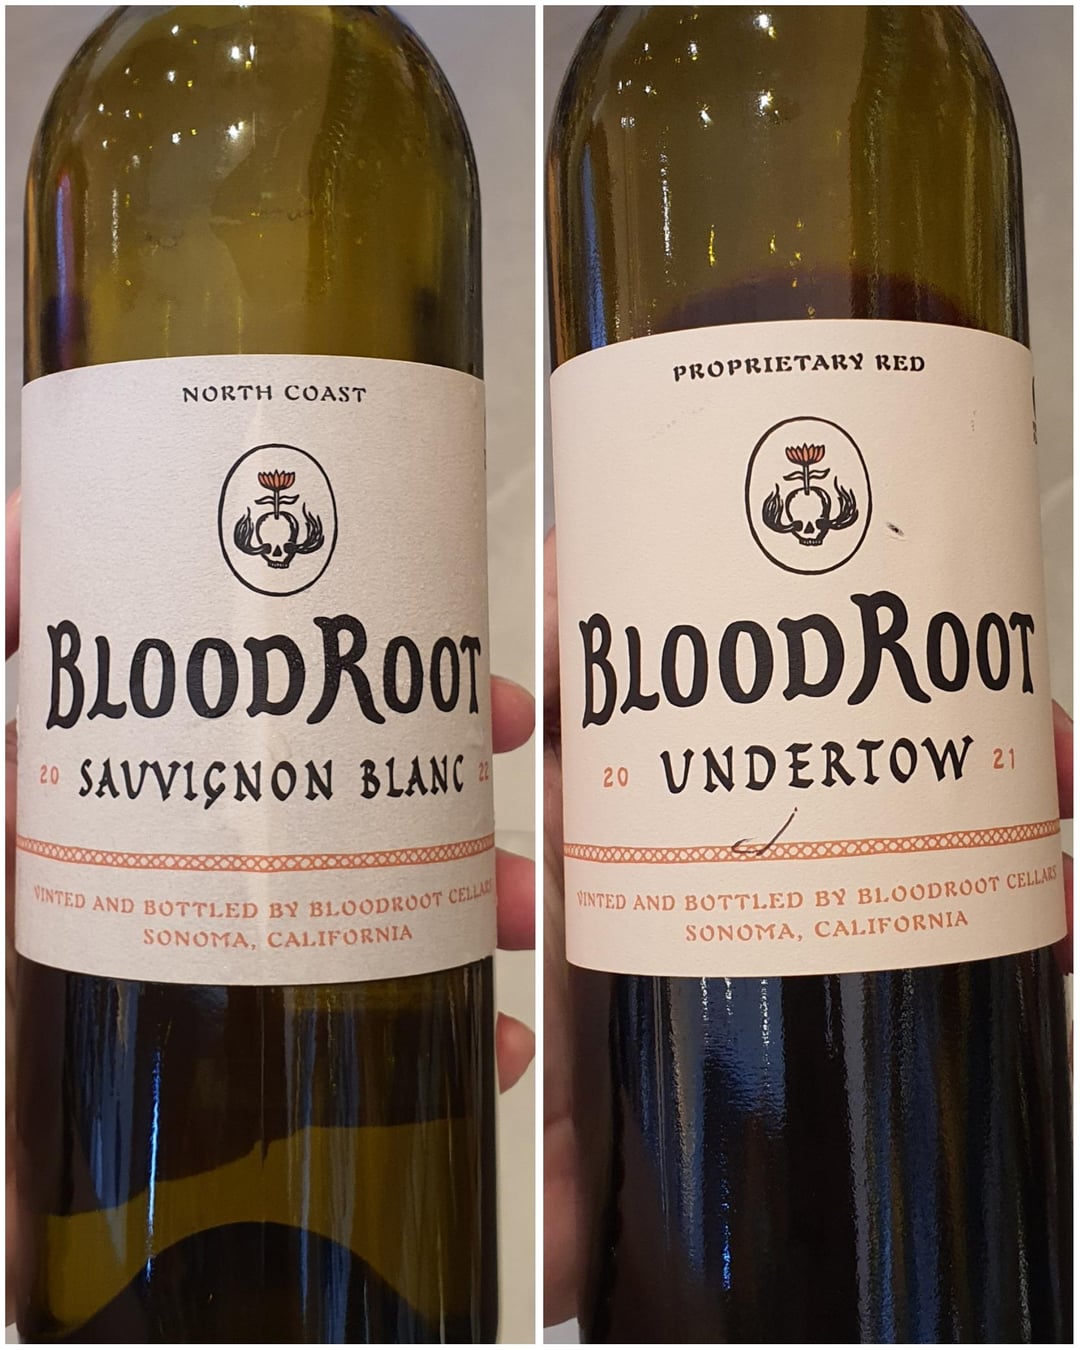 NORTH COAST
BLOODROOT
20 SAUVIGNON BLANC 22
VINTED AND BOTTLED BY BLOODROOT CELLARS
SONOMA, CALIFORNIA
PROPRIETARY RED
BLOODROOT
20 UNDERTOW 21
VINTED AND BOTTLED BY BLOODROOT CELLARS
SONOMA, CALIFORNIA